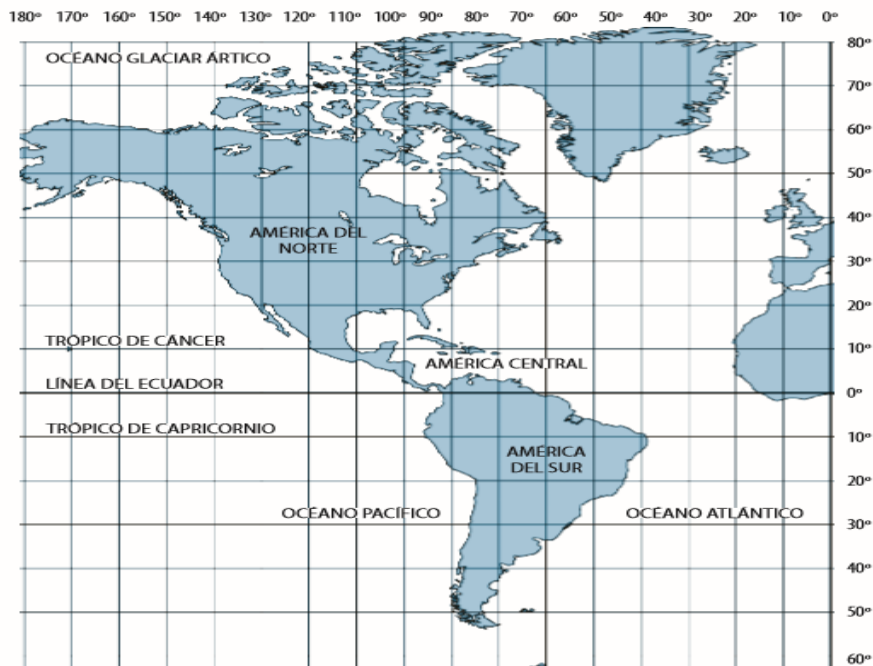 180º 170º 160º 150º 140º 130º 120º 110º 100º 90º 80º 70º 60º 50º 40º 30º 20º 10º 0º
80º
OCÉANO GLACIAR ÁRTICO
70º
60º
50º
40º
AMÉRICA DEL
NORTE
30º
20º
TRÓPICO DE CÁNCER
10º
AMÉRICA CENTRAL
LÍNEA DEL ECUADOR
0º
TRÓPICO DE CAPRICORNIO
10º
AMÉRICA
DEL SUR
20º
OCÉANO PACÍFICO
OCÉANO ATLÁNTICO
30º
40º
50º
60º